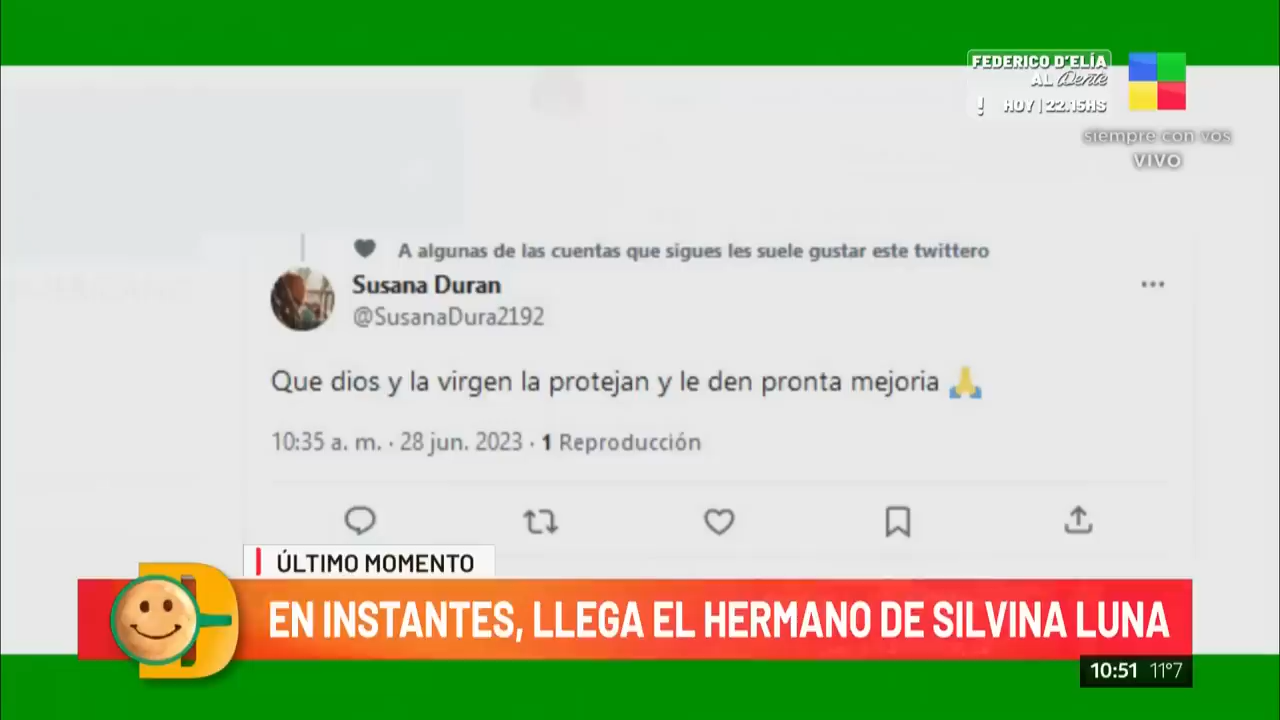 FEDERICO D'ELÍA
AL Dente
HOY | 22.15HS
siempre con vos
VIVO
A algunas de las cuentas que sigues les suele gustar este twittero
Susana Duran
@SusanaDura2192
Que dios y la virgen la protejan y le den pronta mejoria 🙏
10:35 a. m. · 28 jun. 2023 · 1 Reproducción
ÚLTIMO MOMENTO
EN INSTANTES, LLEGA EL HERMANO DE SILVINA LUNA
10:51 11°7